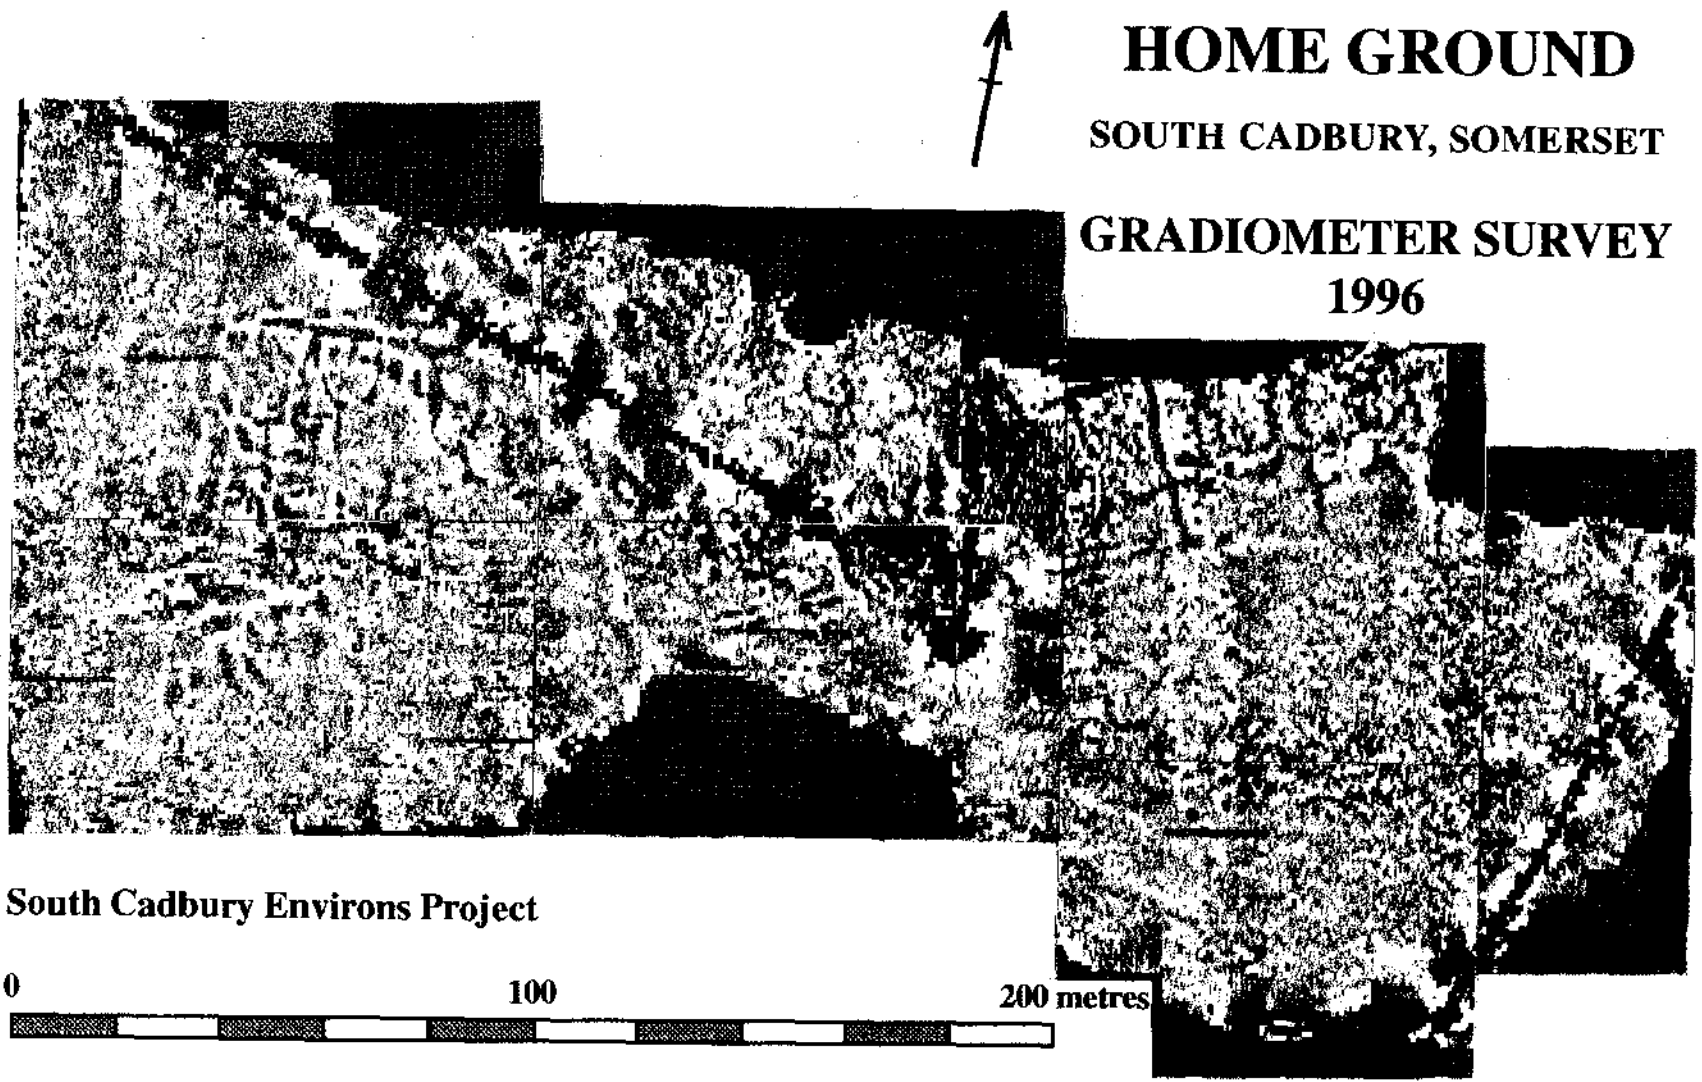 HOME GROUND
SOUTH CADBURY, SOMERSET
GRADIOMETER SURVEY
1996
South Cadbury Environs Project
0 100 200 metres